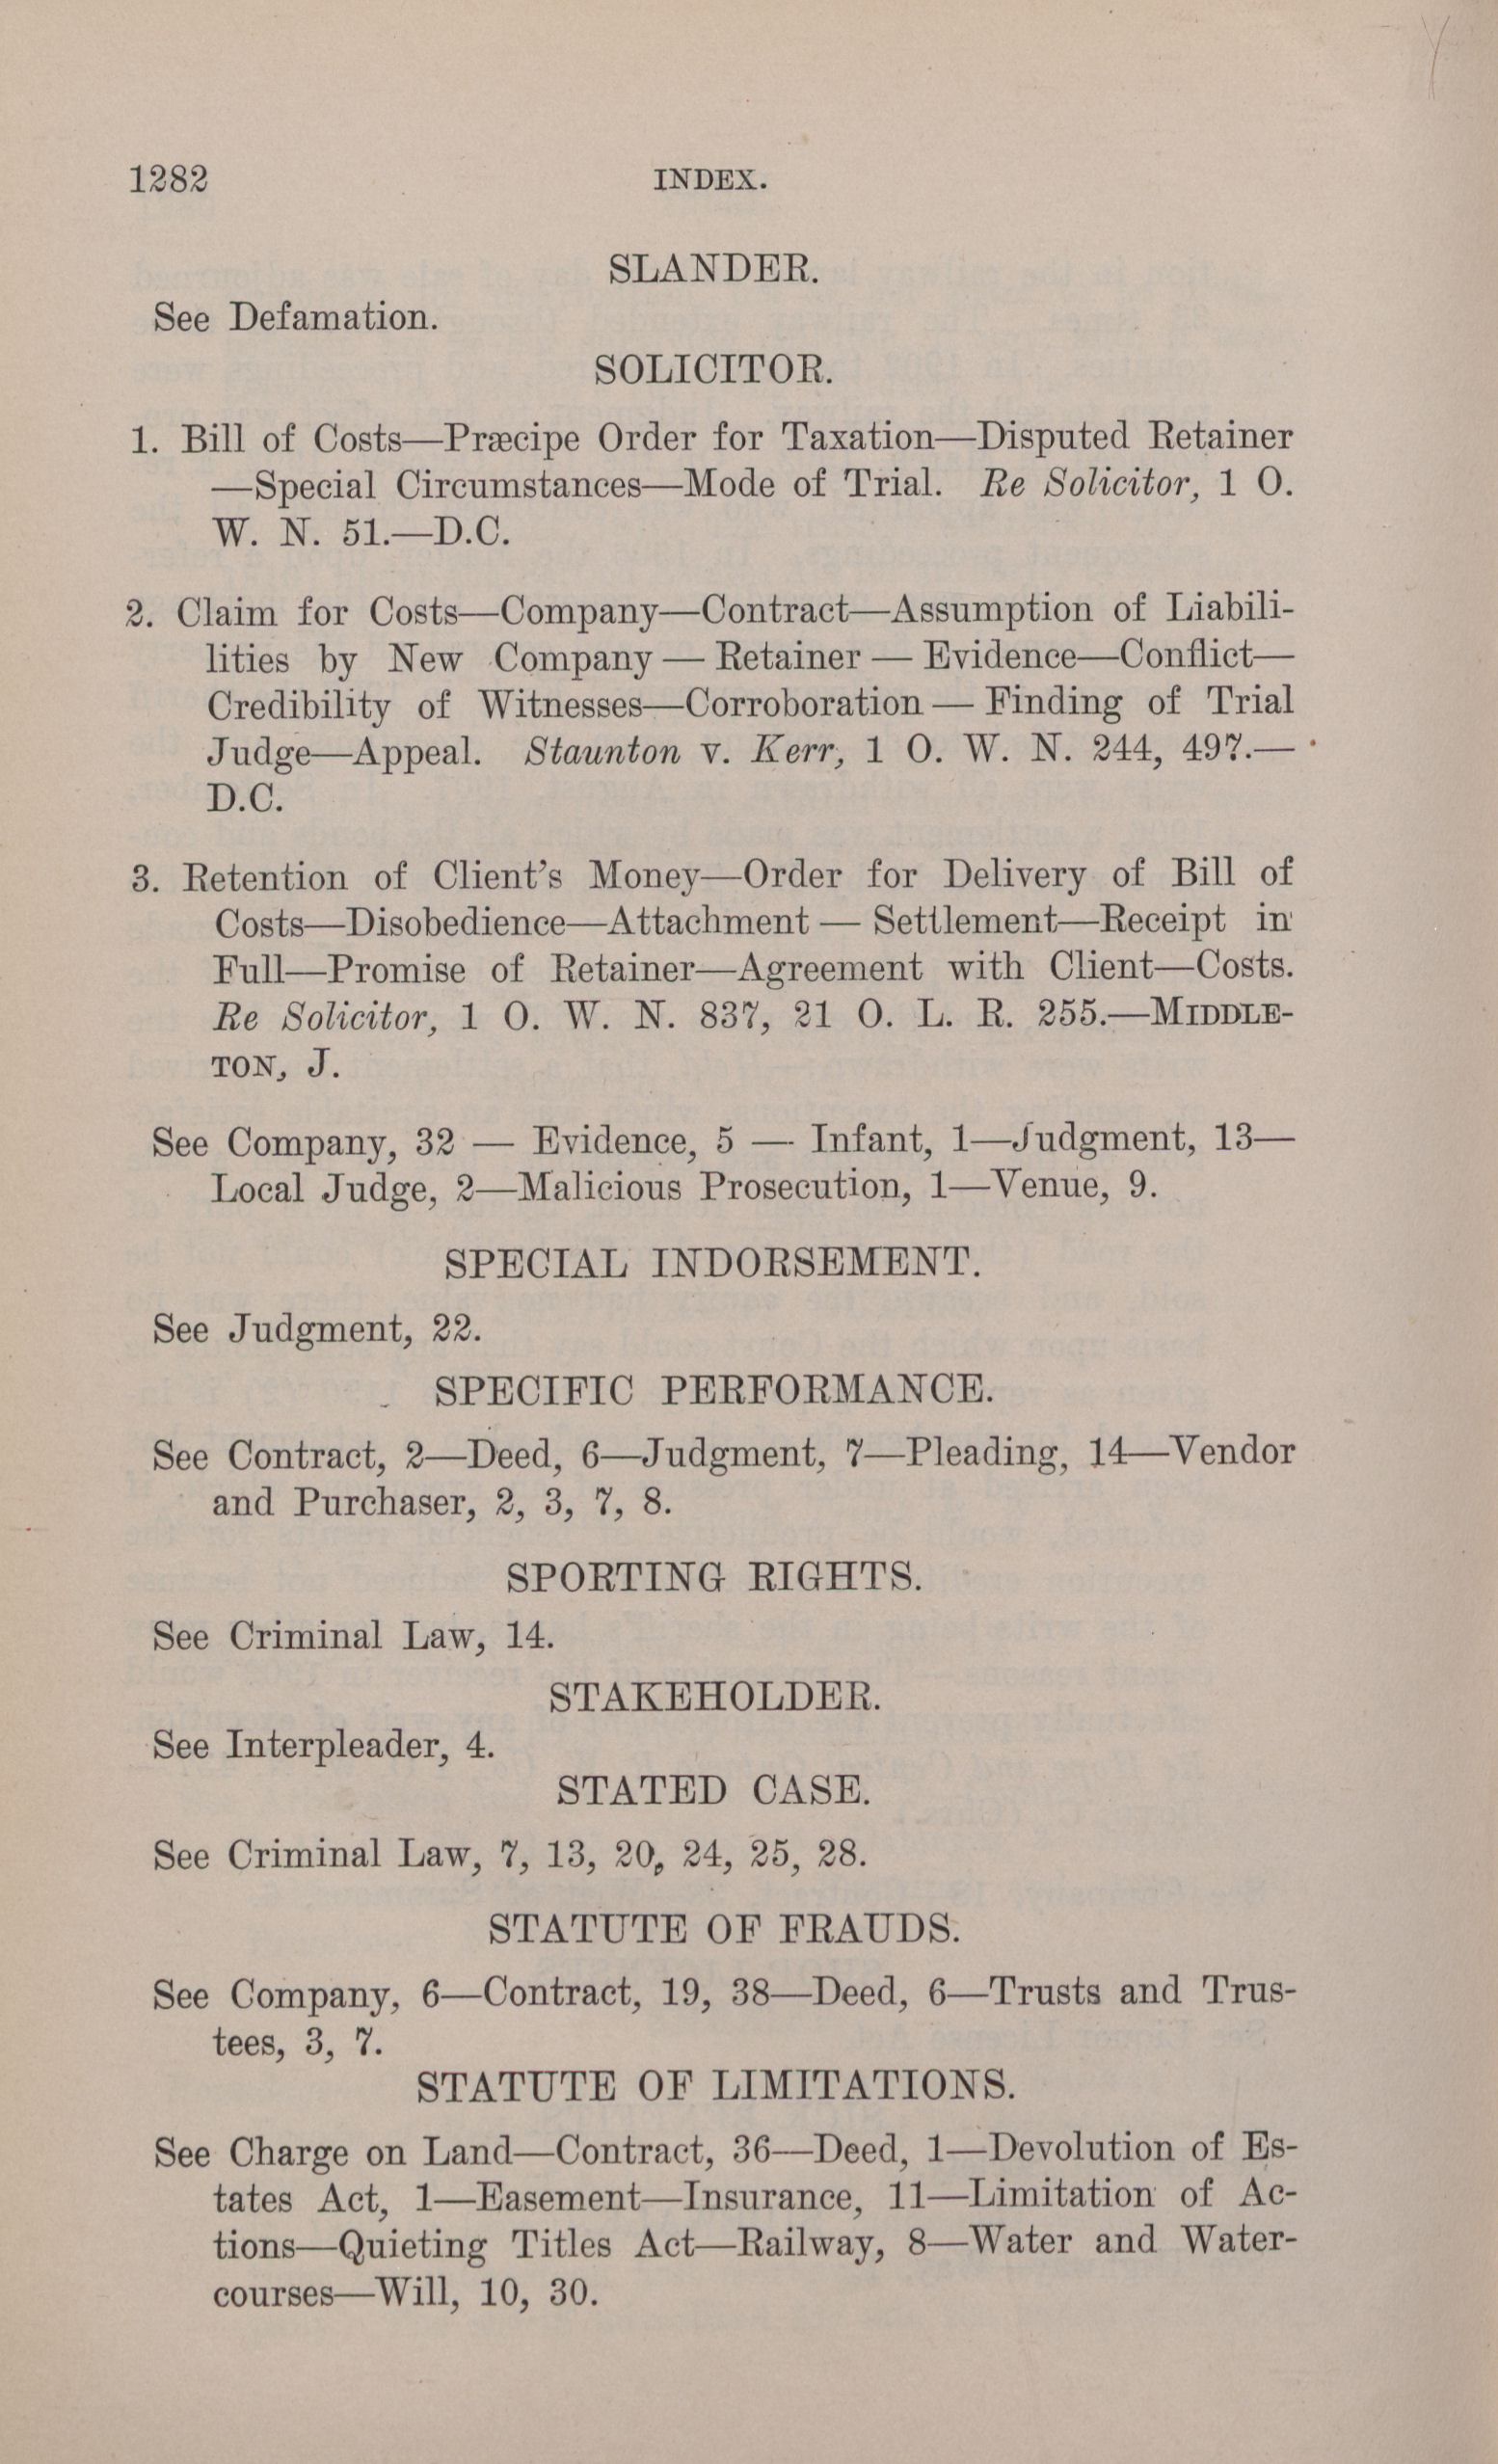 1282 INDEX.
SLANDER.
See Defamation.
SOLICITOR.
1. Bill of Costs—Præcipe Order for Taxation—Disputed Retainer
—Special Circumstances—Mode of Trial. Re Solicitor, 1 O.
W. N. 51.—D.C.
2. Claim for Costs—Company—Contract—Assumption of Liabili-
lities by New Company — Retainer — Evidence—Conflict—
Credibility of Witnesses—Corroboration — Finding of Trial
Judge—Appeal. Staunton v. Kerr, 1 O. W. N. 244, 497.—
D.C.
3. Retention of Client's Money—Order for Delivery of Bill of
Costs—Disobedience—Attachment — Settlement—Receipt in
Full—Promise of Retainer—Agreement with Client—Costs.
Re Solicitor, 1 O. W. N. 837, 21 O. L. R. 255.—MIDDLE-
TON, J.
See Company, 32 — Evidence, 5 — Infant, 1—Judgment, 13—
Local Judge, 2—Malicious Prosecution, 1—Venue, 9.
SPECIAL INDORSEMENT.
See Judgment, 22.
SPECIFIC PERFORMANCE.
See Contract, 2—Deed, 6—Judgment, 7—Pleading, 14—Vendor
and Purchaser, 2, 3, 7, 8.
SPORTING RIGHTS.
See Criminal Law, 14.
STAKEHOLDER.
See Interpleader, 4.
STATED CASE.
See Criminal Law, 7, 13, 20, 24, 25, 28.
STATUTE OF FRAUDS.
See Company, 6—Contract, 19, 38—Deed, 6—Trusts and Trus-
tees, 3, 7.
STATUTE OF LIMITATIONS.
See Charge on Land—Contract, 36—Deed, 1—Devolution of Es-
tates Act, 1—Easement—Insurance, 11—Limitation of Ac-
tions—Quieting Titles Act—Railway, 8—Water and Water-
courses—Will, 10, 30.